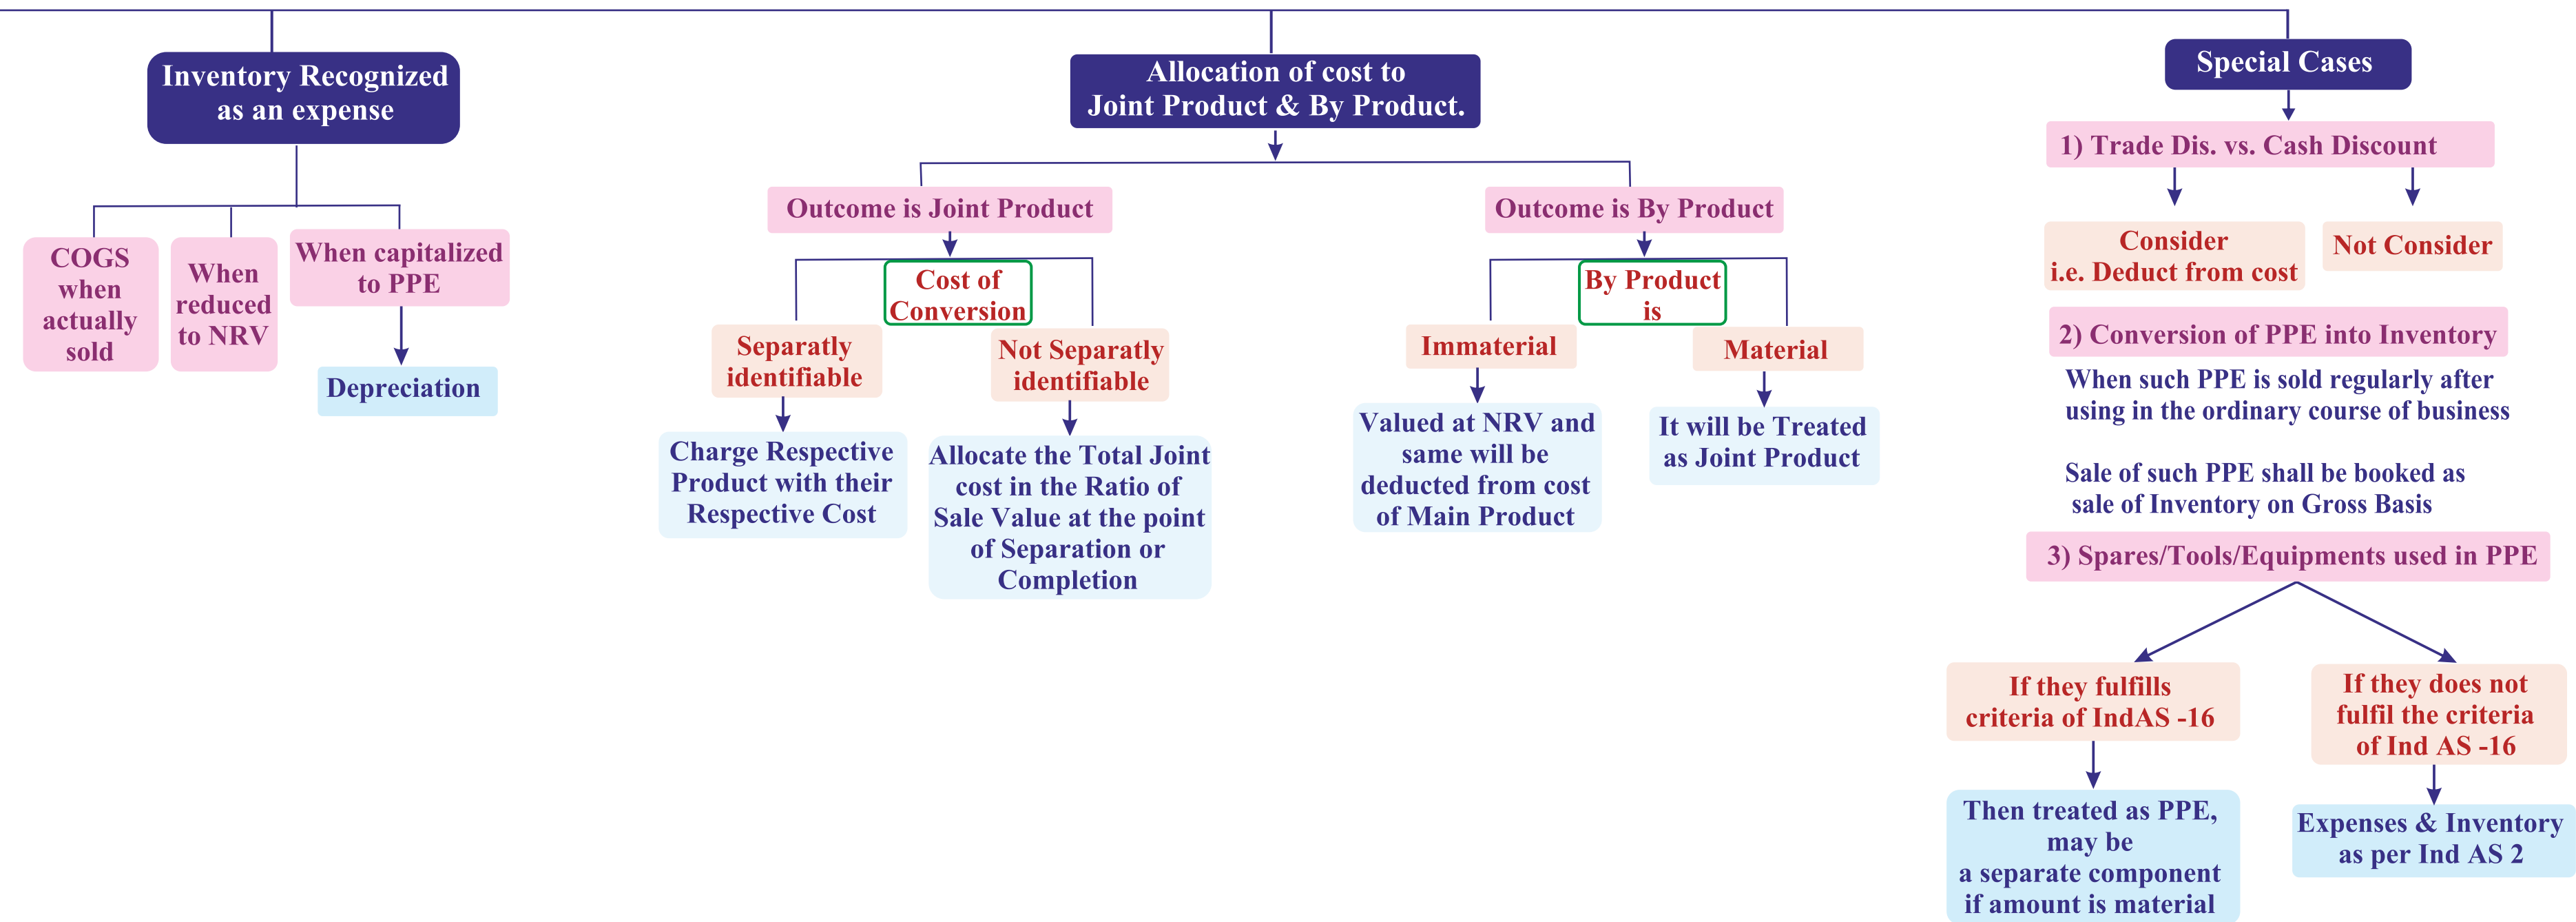 Inventory Recognized
as an expense
COGS
when
actually
sold
When
reduced
to NRV
When capitalized
to PPE
Depreciation
Allocation of cost to
Joint Product & By Product.
Outcome is Joint Product
Cost of
Conversion
Separatly
identifiable
Charge Respective
Product with their
Respective Cost
Not Separatly
identifiable
Allocate the Total Joint
cost in the Ratio of
Sale Value at the point
of Separation or
Completion
Outcome is By Product
By Product
is
Immaterial
Valued at NRV and
same will be
deducted from cost
of Main Product
Material
It will be Treated
as Joint Product
Special Cases
1) Trade Dis. vs. Cash Discount
Consider
i.e. Deduct from cost
Not Consider
2) Conversion of PPE into Inventory
When such PPE is sold regularly after
using in the ordinary course of business
Sale of such PPE shall be booked as
sale of Inventory on Gross Basis
3) Spares/Tools/Equipments used in PPE
If they fulfills
criteria of IndAS -16
Then treated as PPE,
may be
a separate component
if amount is material
If they does not
fulfil the criteria
of Ind AS -16
Expenses & Inventory
as per Ind AS 2